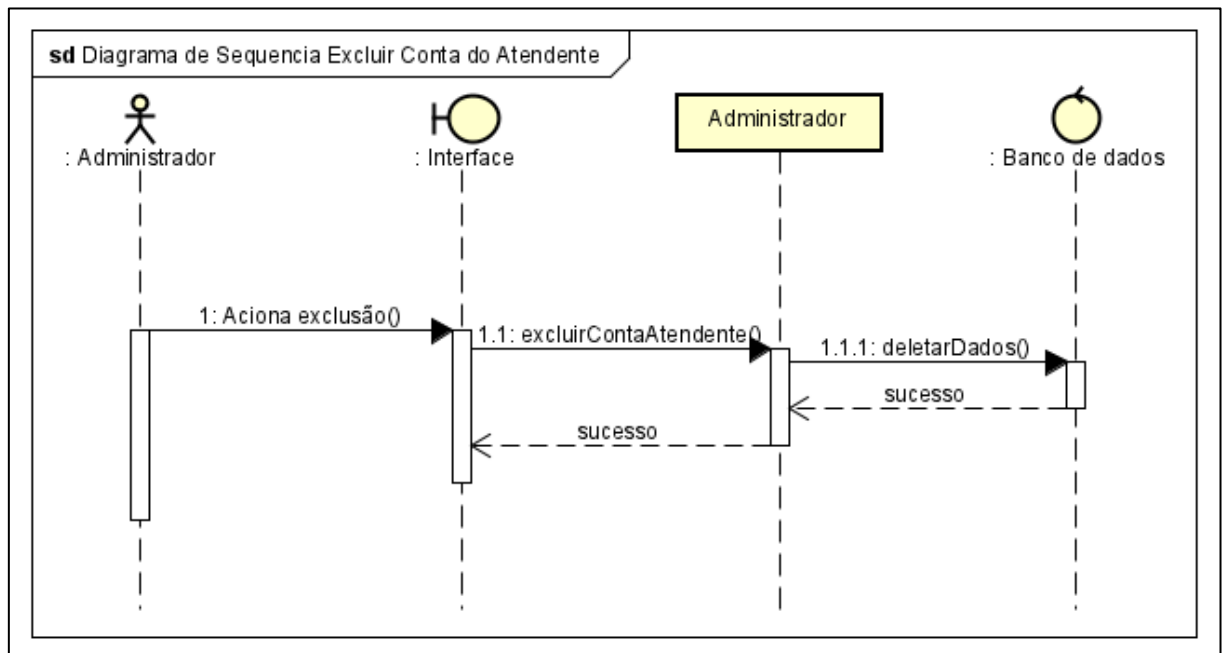 sd Diagrama de Sequencia Excluir Conta do Atendente
: Administrador
: Interface
Administrador
: Banco de dados
1: Aciona exclusão()
1.1: excluirContaAtendente()
1.1.1: deletarDados()
sucesso
sucesso